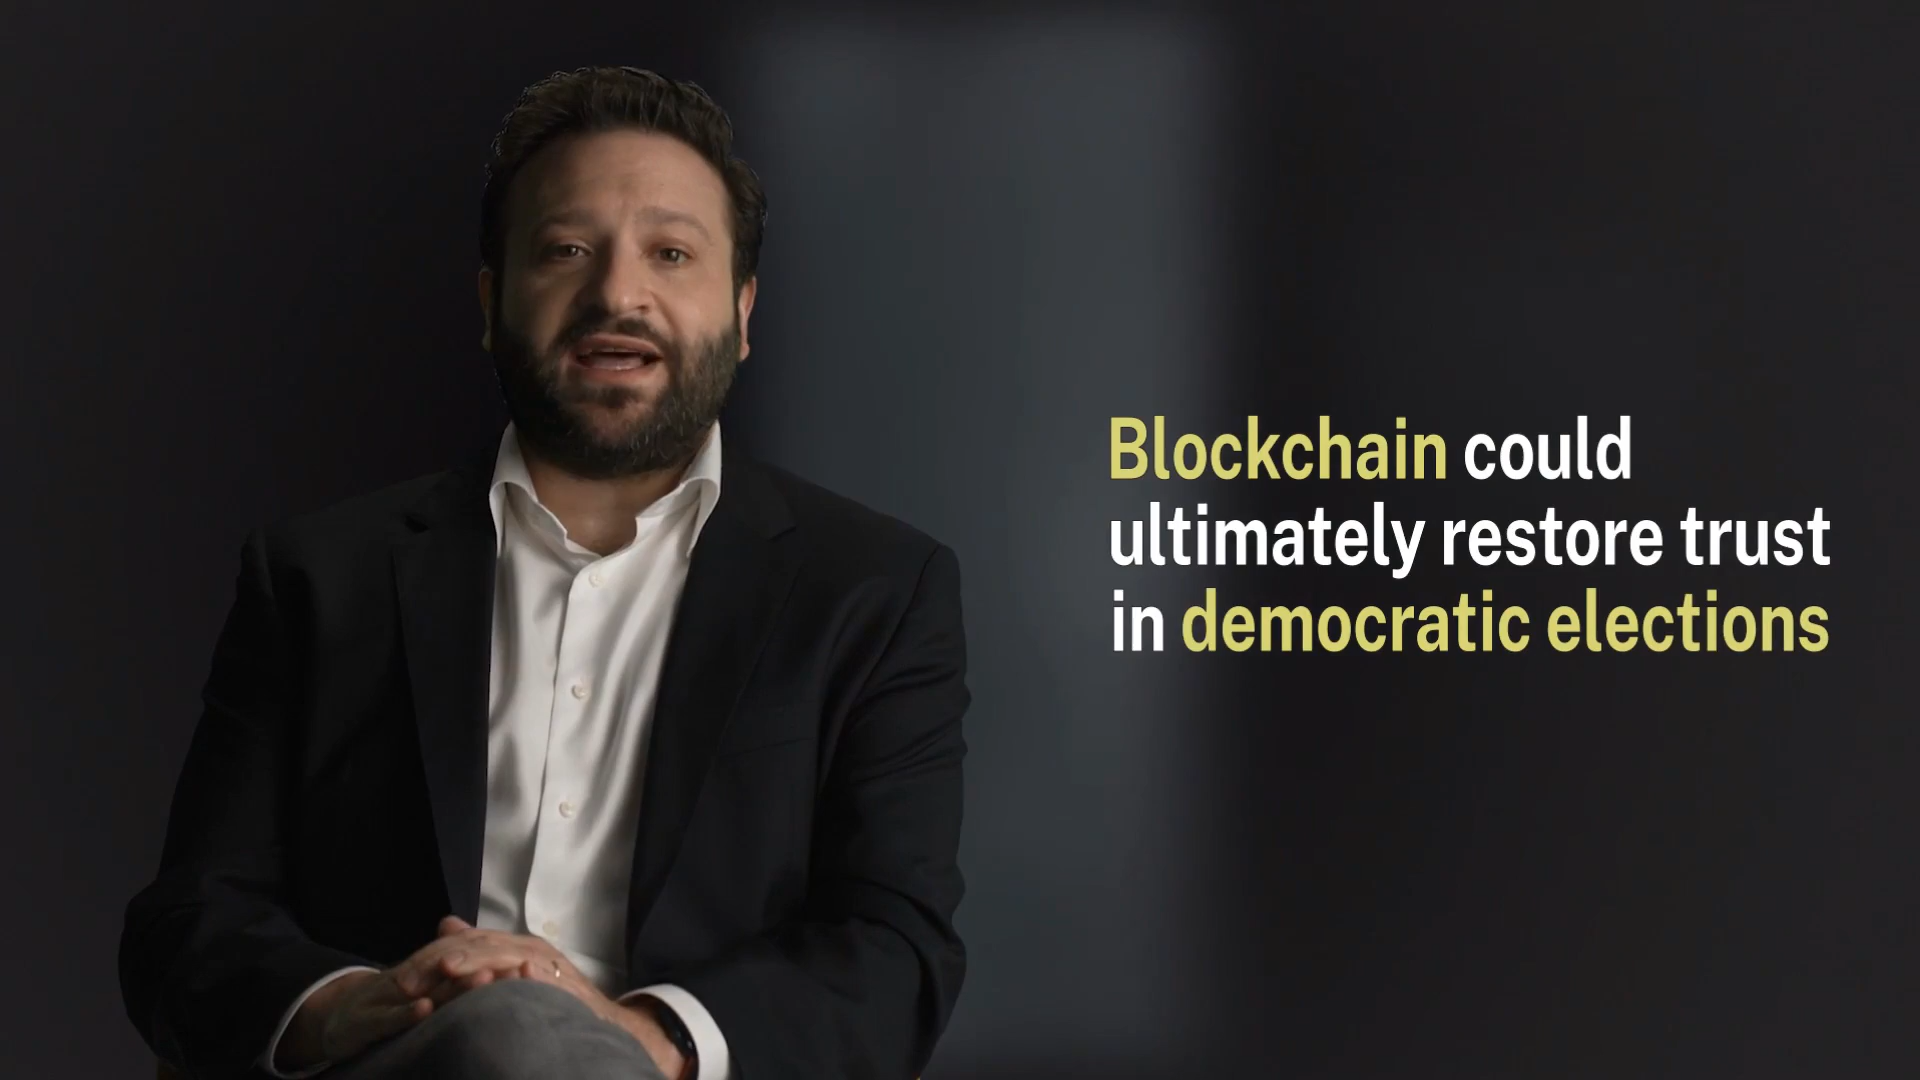 Blockchain could
ultimately restore trust
in democratic elections